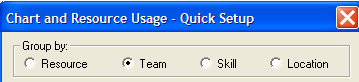 Chart and Resource Usage - Quick Setup
Group by:
Resource Team Skill Location